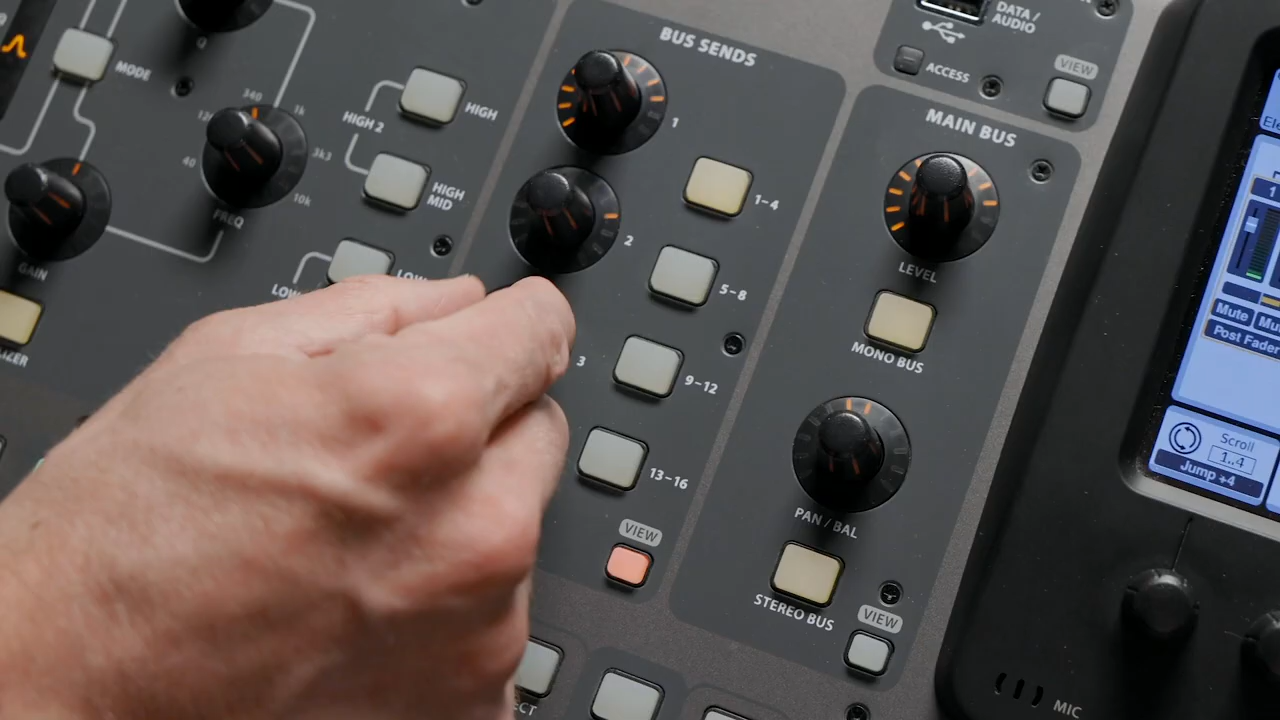 Q
MODE
340
1k
40
3k3
10k
FREQ
GAIN
HIGH 2
HIGH
HIGH
MID
BUS SENDS
1
2
3
1-4
5-8
9-12
13-16
VIEW
DATA /
AUDIO
ACCESS
VIEW
MAIN BUS
LEVEL
MONO BUS
PAN / BAL
STEREO BUS
VIEW
1
Mute
Post Fader
Scroll
1..4
Jump +4
MIC